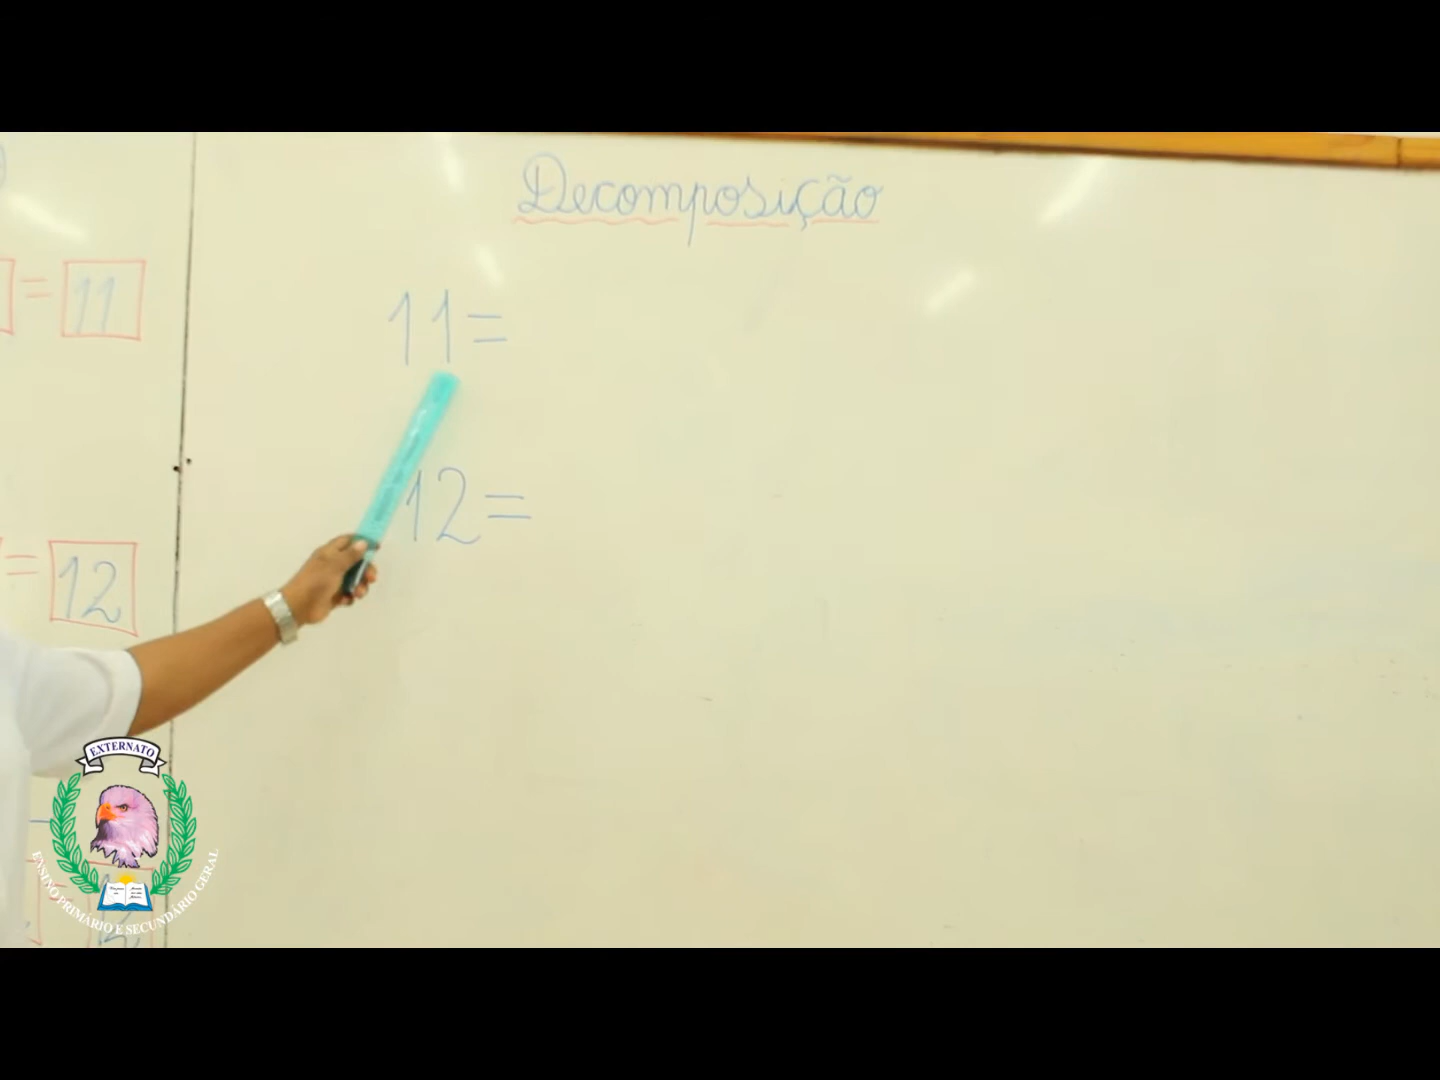 Decomposição
= 11
11=
= 12
12=
EXTERNATO
ENSINO PRIMÁRIO E SECUNDÁRIO GERAL